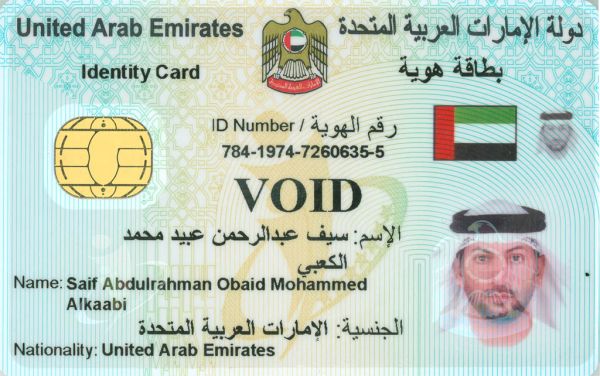 United Arab Emirates
دولة الإمارات العربية المتحدة
Identity Card
بطاقة هوية
ID Number / رقم الهوية
784-1974-7260635-5
VOID
الإسم: سيف عبدالرحمن عبيد محمد
الكعبي
Name: Saif Abdulrahman Obaid Mohammed
Alkaabi
الجنسية: الإمارات العربية المتحدة
Nationality: United Arab Emirates